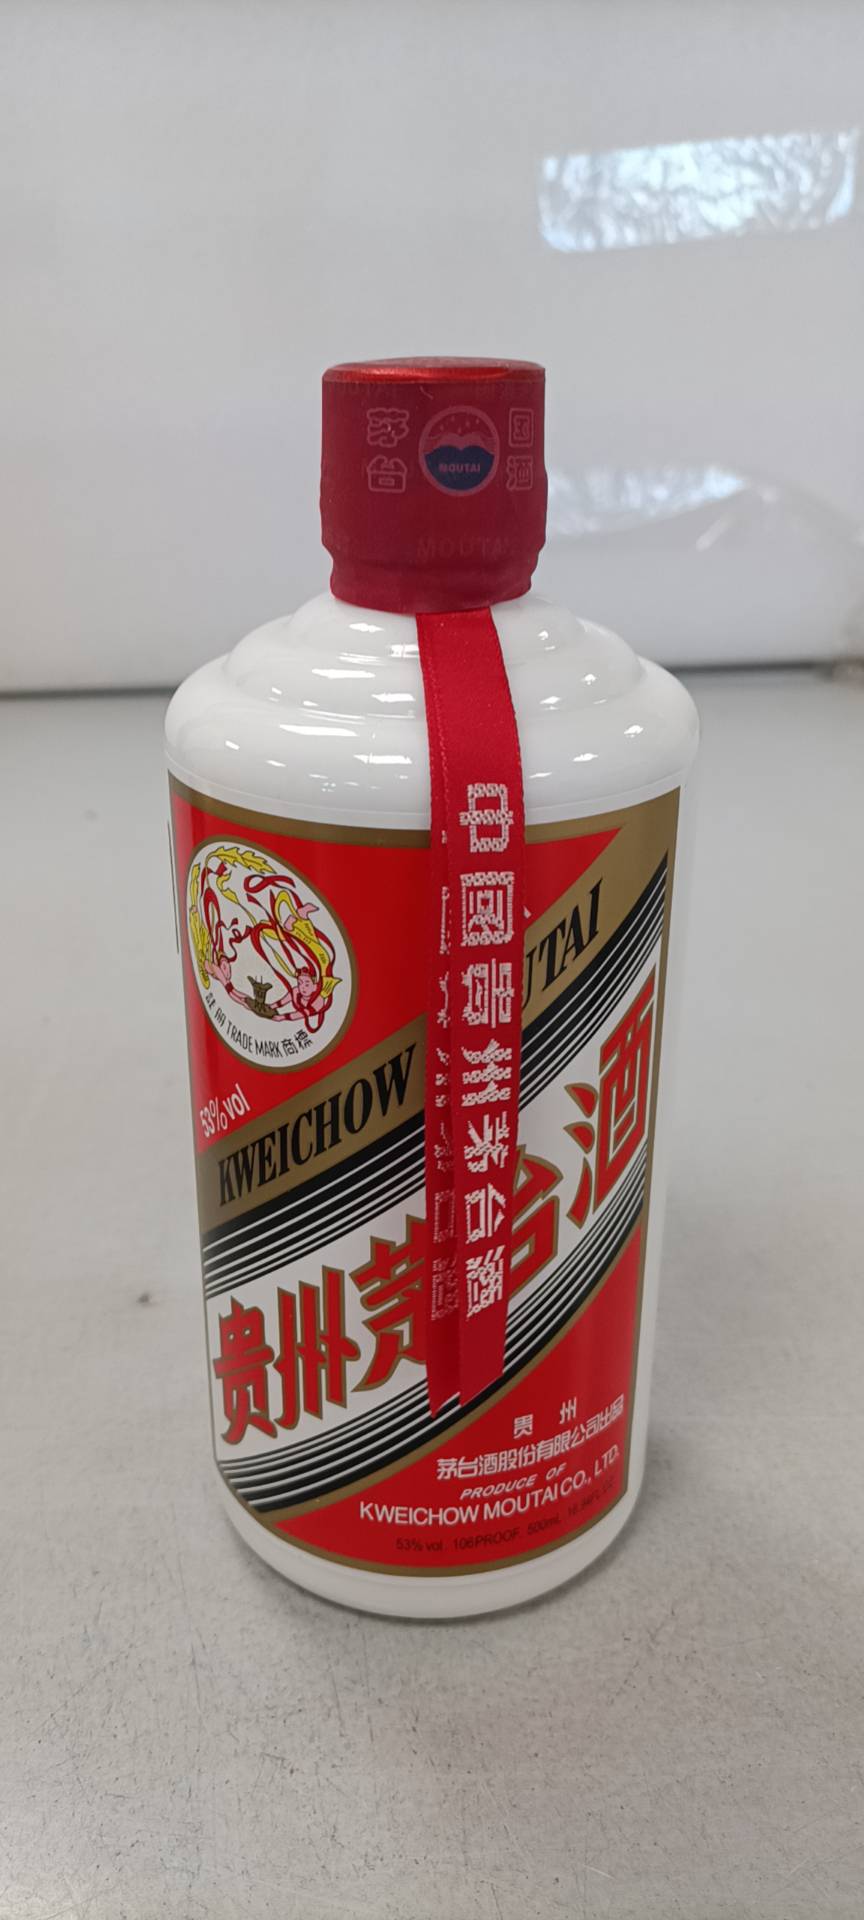 茅 国
台 酒
MOUTAI
MOUTAI
中国贵州茅台酒
TRADE MARK 商標
53%vol
KWEICHOW UTAI
贵州茅台酒
贵州
茅台酒股份有限公司出品
PRODUCE OF
KWEICHOW MOUTAI CO., LTD.
53% vol 106PROOF 500mL